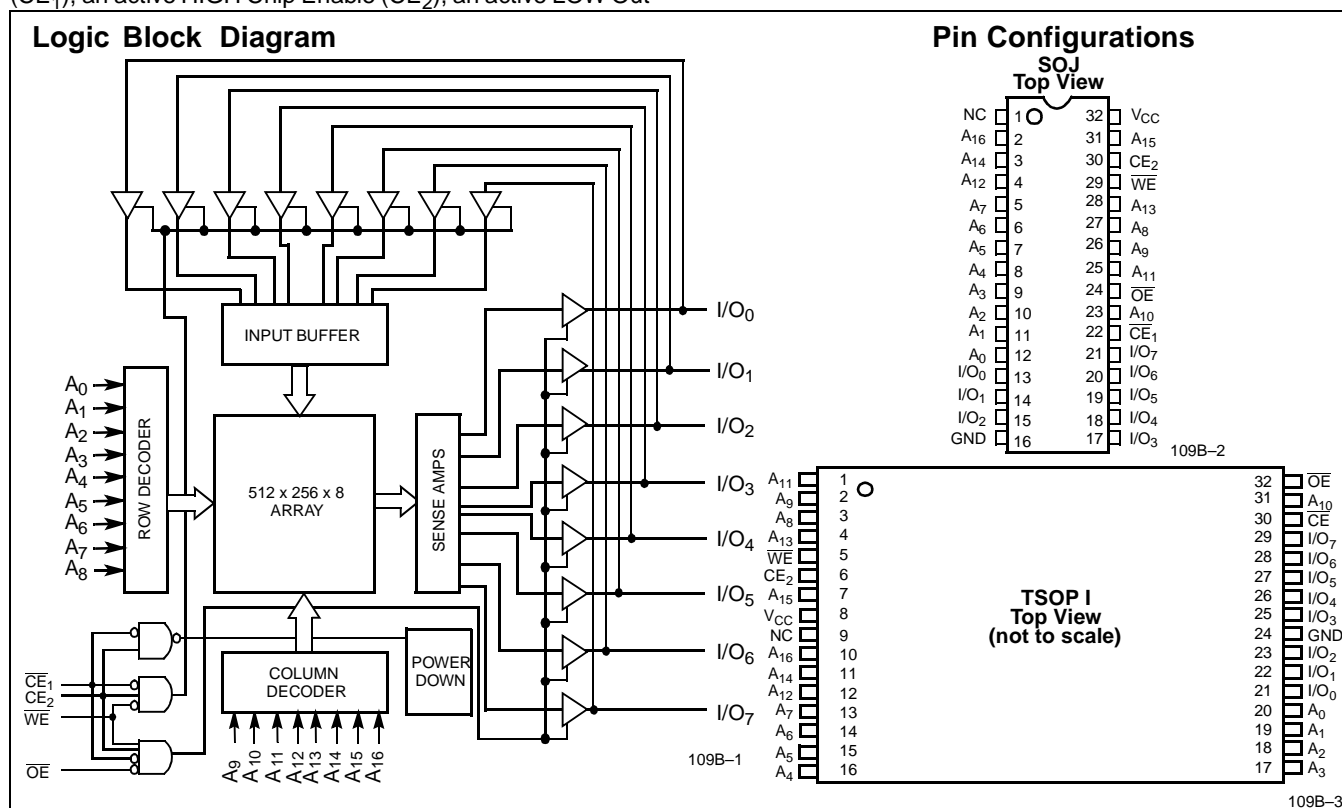 (CE1), an active HIGH Chip Enable (CE2), an active LOW Out-
Logic Block Diagram
INPUT BUFFER
A0
A1
A2
A3
A4
A5
A6
A7
A8
ROW DECODER
512 x 256 x 8
ARRAY
SENSE AMPS
COLUMN
DECODER
POWER
DOWN
CE1
CE2
WE
OE
A9
A10
A11
A12
A13
A14
A15
A16
I/O0
I/O1
I/O2
I/O3
I/O4
I/O5
I/O6
I/O7
109B–1
Pin Configurations
SOJ
Top View
NC 1 32 VCC
A16 2 31 A15
A14 3 30 CE2
A12 4 29 WE
A7 5 28 A13
A6 6 27 A8
A5 7 26 A9
A4 8 25 A11
A3 9 24 OE
A2 10 23 A10
A1 11 22 CE1
A0 12 21 I/O7
I/O0 13 20 I/O6
I/O1 14 19 I/O5
I/O2 15 18 I/O4
GND 16 17 I/O3
109B–2
TSOP I
Top View
(not to scale)
A11 1 32 OE
A9 2 31 A10
A8 3 30 CE
A13 4 29 I/O7
WE 5 28 I/O6
CE2 6 27 I/O5
A15 7 26 I/O4
VCC 8 25 I/O3
NC 9 24 GND
A16 10 23 I/O2
A14 11 22 I/O1
A12 12 21 I/O0
A7 13 20 A0
A6 14 19 A1
A5 15 18 A2
A4 16 17 A3
109B–3